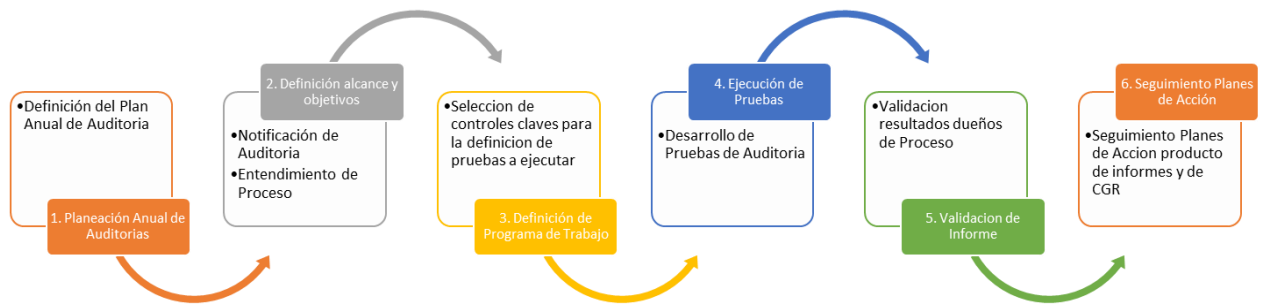 •Definición del Plan
Anual de Auditoria
1. Planeación Anual de
Auditorias
2. Definición alcance y
objetivos
•Notificación de
Auditoria
•Entendimiento de
Proceso
•Seleccion de
controles claves para
la definicion de
pruebas a ejecutar
3. Definición de
Programa de Trabajo
4. Ejecución de
Pruebas
•Desarrollo de
Pruebas de Auditoria
•Validacion
resultados dueños
de Proceso
5. Validacion de
Informe
6. Seguimiento Planes
de Acción
•Seguimiento Planes
de Accion producto
de informes y de
CGR